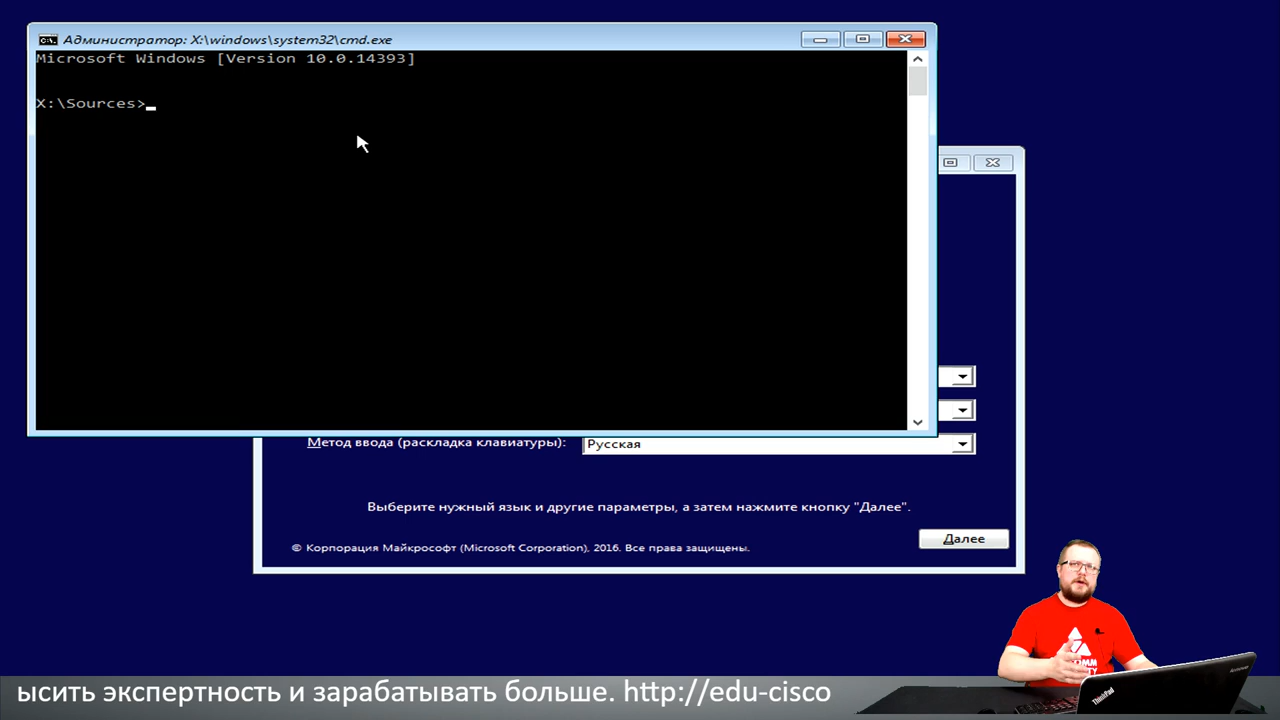 Администратор: X:\windows\system32\cmd.exe
Microsoft Windows [Version 10.0.14393]
X:\Sources>
Метод ввода (раскладка клавиатуры):
Русская
Выберите нужный язык и другие параметры, а затем нажмите кнопку "Далее".
Далее
© Корпорация Майкрософт (Microsoft Corporation), 2016. Все права защищены.
ысить экспертность и зарабатывать больше. http://edu-cisco
ThinkPad